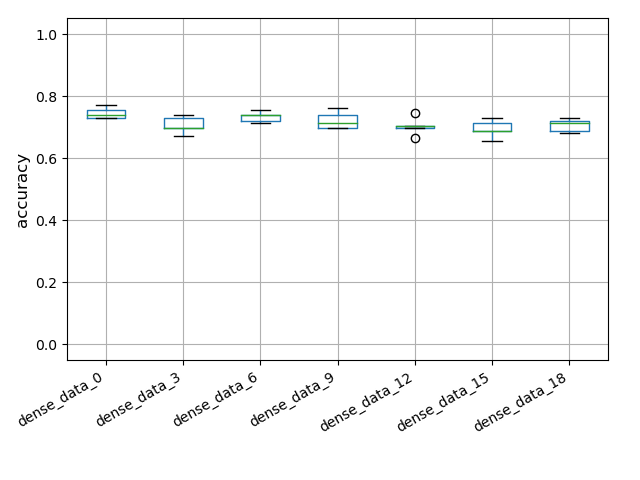 1.0
0.8
0.6
0.4
0.2
0.0
accuracy
dense_data_0
dense_data_3
dense_data_6
dense_data_9
dense_data_12
dense_data_15
dense_data_18